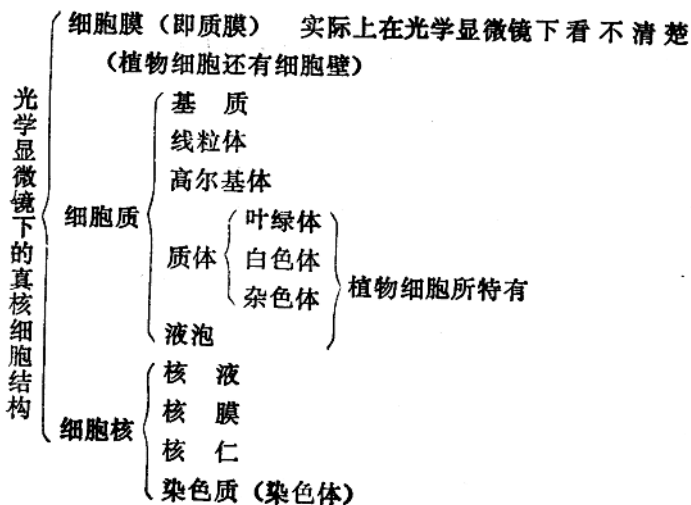 细胞膜（即质膜） 实际上在光学显微镜下看不清楚
（植物细胞还有细胞壁）
光学显微镜下的真核细胞结构
细胞质
基 质
线粒体
高尔基体
质体
叶绿体
白色体
杂色体
液泡
植物细胞所特有
细胞核
核 液
核 膜
核 仁
染色质（染色体）